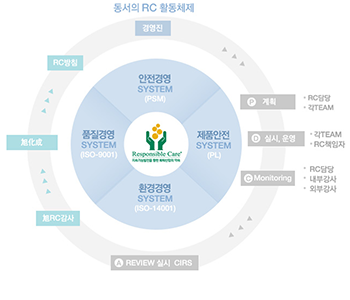 동서의 RC 활동체제
경영진
RC방침
안전경영
SYSTEM
(PSM)
P 계획
· RC담당
· 각TEAM
품질경영
SYSTEM
(ISO-9001)
Responsible Care®
제품안전
SYSTEM
(PL)
D 실시, 운영
· 각TEAM
· RC책임자
환경경영
SYSTEM
(ISO-14001)
C Monitoring
· RC담당
· 내부감사
· 외부감사
RC감사
A REVIEW 실시 CIRS